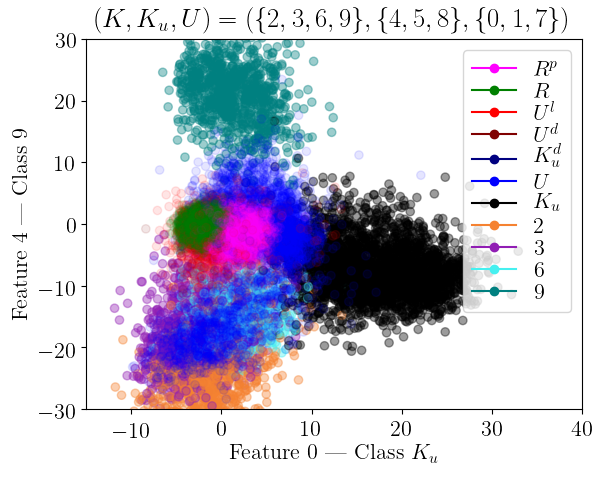 (K, K_u, U) = ({2, 3, 6, 9}, {4, 5, 8}, {0, 1, 7})
30
20
10
0
−10
−20
−30
Feature 4 — Class 9
R^p
R
U^l
U^d
K_u^d
U
K_u
2
3
6
9
−10
0
10
20
30
40
Feature 0 — Class K_u